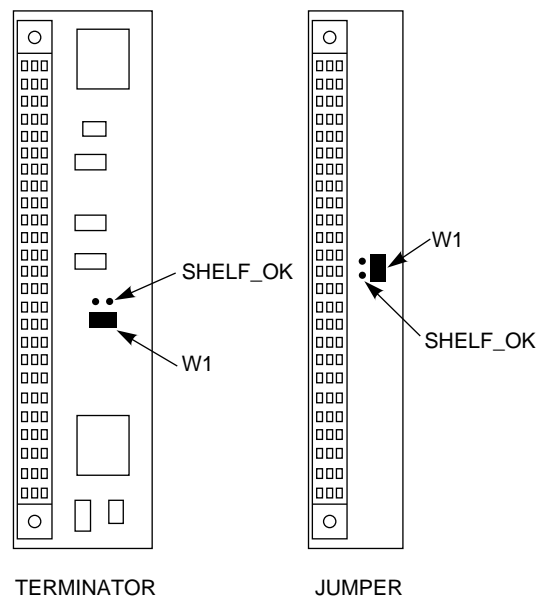 SHELF_OK
W1
W1
SHELF_OK
TERMINATOR
JUMPER